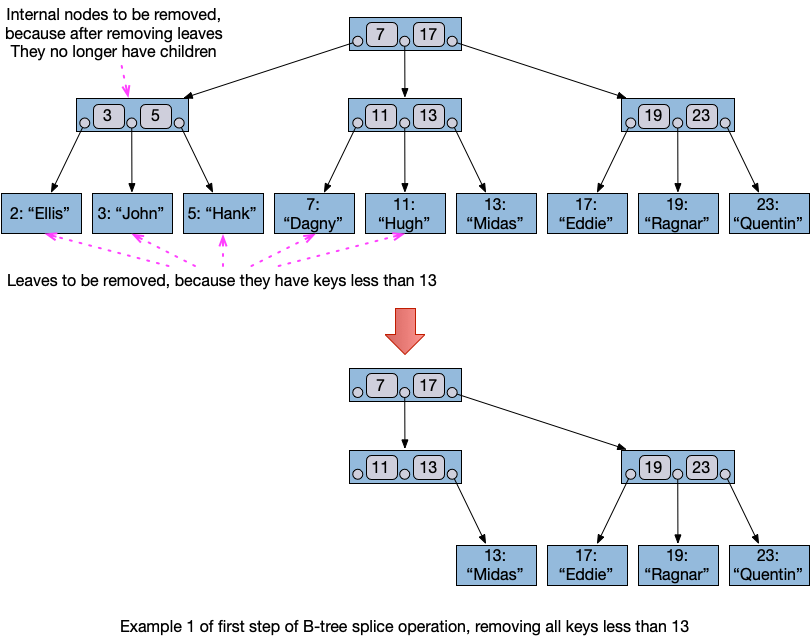 Internal nodes to be removed,
because after removing leaves
They no longer have children
7 17
3 5
11 13
19 23
2: “Ellis”
3: “John”
5: “Hank”
7:
“Dagny”
11:
“Hugh”
13:
“Midas”
17:
“Eddie”
19:
“Ragnar”
23:
“Quentin”
Leaves to be removed, because they have keys less than 13
7 17
11 13
19 23
13:
“Midas”
17:
“Eddie”
19:
“Ragnar”
23:
“Quentin”
Example 1 of first step of B-tree splice operation, removing all keys less than 13